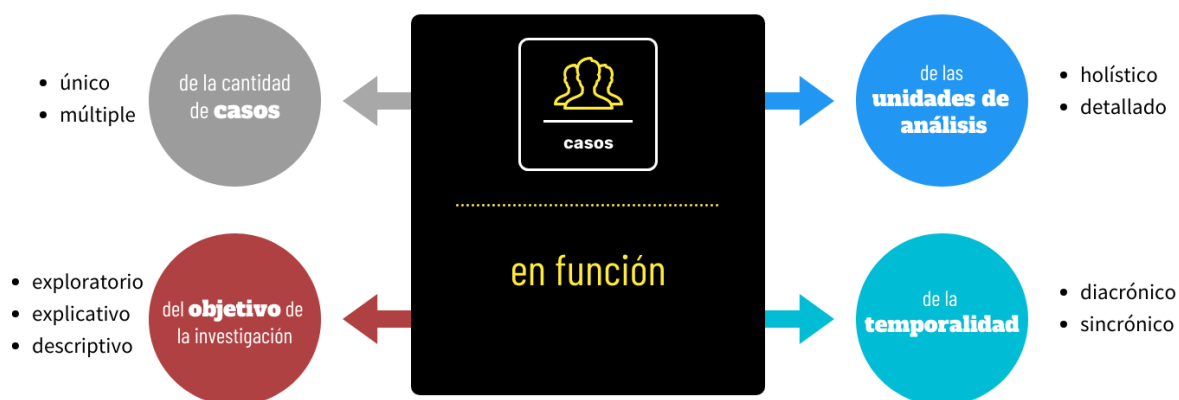 • único
• múltiple
de la cantidad
de casos
casos
en función
de las
unidades de
análisis
• holístico
• detallado
• exploratorio
• explicativo
• descriptivo
del objetivo de
la investigación
de la
temporalidad
• diacrónico
• sincrónico